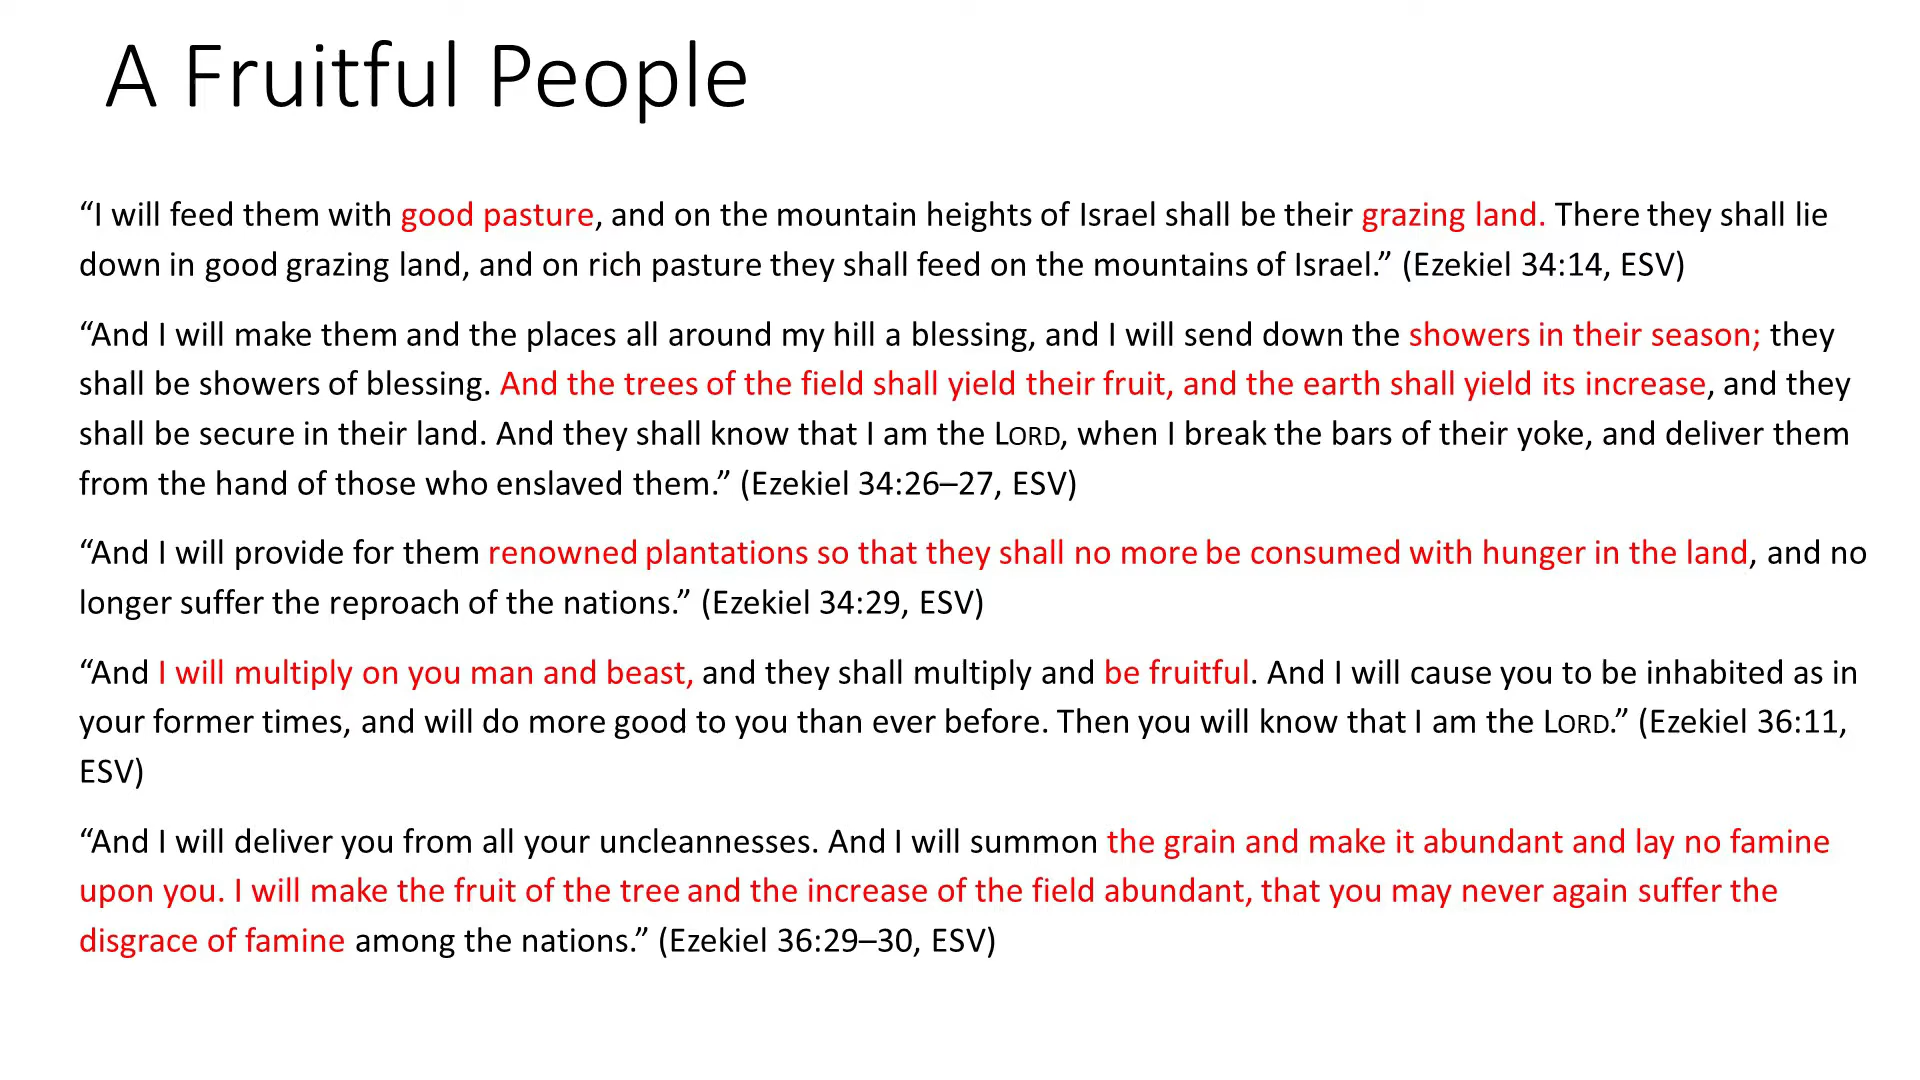 A Fruitful People
“I will feed them with good pasture, and on the mountain heights of Israel shall be their grazing land. There they shall lie
down in good grazing land, and on rich pasture they shall feed on the mountains of Israel.” (Ezekiel 34:14, ESV)
“And I will make them and the places all around my hill a blessing, and I will send down the showers in their season; they
shall be showers of blessing. And the trees of the field shall yield their fruit, and the earth shall yield its increase, and they
shall be secure in their land. And they shall know that I am the LORD, when I break the bars of their yoke, and deliver them
from the hand of those who enslaved them.” (Ezekiel 34:26–27, ESV)
“And I will provide for them renowned plantations so that they shall no more be consumed with hunger in the land, and no
longer suffer the reproach of the nations.” (Ezekiel 34:29, ESV)
“And I will multiply on you man and beast, and they shall multiply and be fruitful. And I will cause you to be inhabited as in
your former times, and will do more good to you than ever before. Then you will know that I am the LORD.” (Ezekiel 36:11,
ESV)
“And I will deliver you from all your uncleannesses. And I will summon the grain and make it abundant and lay no famine
upon you. I will make the fruit of the tree and the increase of the field abundant, that you may never again suffer the
disgrace of famine among the nations.” (Ezekiel 36:29–30, ESV)